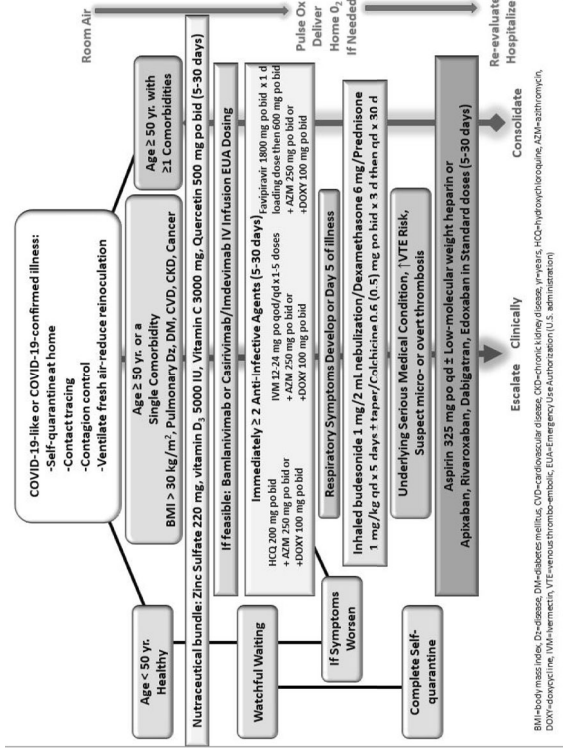 COVID-19-like or COVID-19-confirmed illness:
-Self-quarantine at home
-Contact tracing
-Contagion control
-Ventilate fresh air-reduce reinoculation
Room Air
Age < 50 yr.
Healthy
Age ≥ 50 yr. or a
Single Comorbidity
BMI > 30 kg/m², Pulmonary Dz, DM, CVD, CKD, Cancer
Age ≥ 50 yr. with
≥1 Comorbidities
Nutraceutical bundle: Zinc Sulfate 220 mg, vitamin D₃ 5000 IU, Vitamin C 3000 mg, Quercetin 500 mg po bid (5-30 days)
If feasible: Bamlanivimab or Casirivimab/Imdevimab IV Infusion EUA Dosing
Watchful Waiting
Immediately ≥ 2 Anti-infective Agents (5-30 days)
HCQ 200 mg po bid
+ AZM 250 mg po bid or
+DOXY 100 mg po bid
IVM 12-24 mg po qod/qd x 1-5 doses
+ AZM 250 mg po bid or
+DOXY 100 mg po bid
Favipiravir 1800 mg po bid x 1 d
loading dose then 600 mg po bid
+ AZM 250 mg po bid or
+DOXY 100 mg po bid
Pulse Ox
Deliver
Home 0₂
If Needed
If Symptoms
Worsen
Respiratory Symptoms Develop or Day 5 of illness
Inhaled budesonide 1 mg/2 mL nebulization/Dexamethasone 6 mg/Prednisone
1 mg/kg qd x 5 days ± taper/Colchicine 0.6 (0.5) mg po bid x 3 d then qd x 30 d
Complete Self-
quarantine
Underlying Serious Medical Condition, ↑VTE Risk,
Suspect micro- or overt thrombosis
Aspirin 325 mg po qd ± Low-molecular weight heparin or
Apixaban, Rivaroxaban, Dabigatran, Edoxaban in Standard doses (5-30 days)
Re-evaluate
Hospitalize
Escalate Clinically
Consolidate
BMI=body mass index, Dz=disease, DM=diabetes mellitus, CVD=cardiovascular disease, CKD=chronic kidney disease, yr=years, HCQ=hydroxychloroquine, AZM=azithromycin,
DOXY=doxycycline, IVM=Ivermectin, VTE=venous thrombo-embolic, EUA=Emergency Use Authorization (U.S. administration)